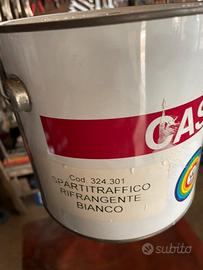 CAS
Cod. 324.301
SPARTITRAFFICO
RIFRANGENTE
BIANCO
subito